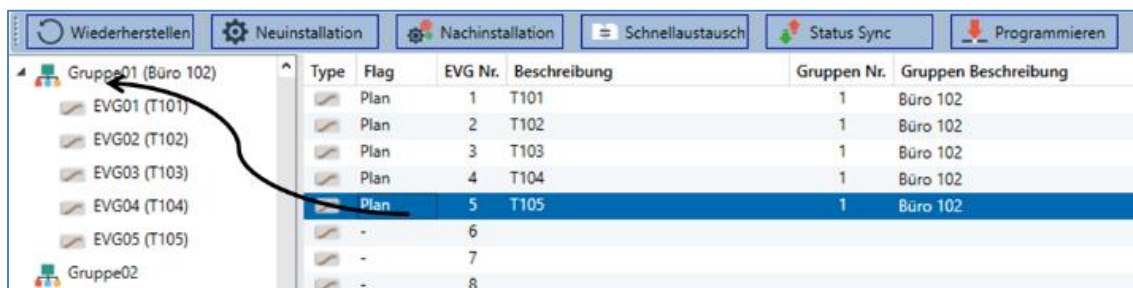 Wiederherstellen Neuinstallation Nachinstallation Schnellaustausch Status Sync Programmieren
Gruppe01 (Büro 102)
EVG01 (T101)
EVG02 (T102)
EVG03 (T103)
EVG04 (T104)
EVG05 (T105)
Gruppe02
Type Flag EVG Nr. Beschreibung Gruppen Nr. Gruppen Beschreibung
Plan 1 T101 1 Büro 102
Plan 2 T102 1 Büro 102
Plan 3 T103 1 Büro 102
Plan 4 T104 1 Büro 102
Plan 5 T105 1 Büro 102
- 6
- 7
- 8